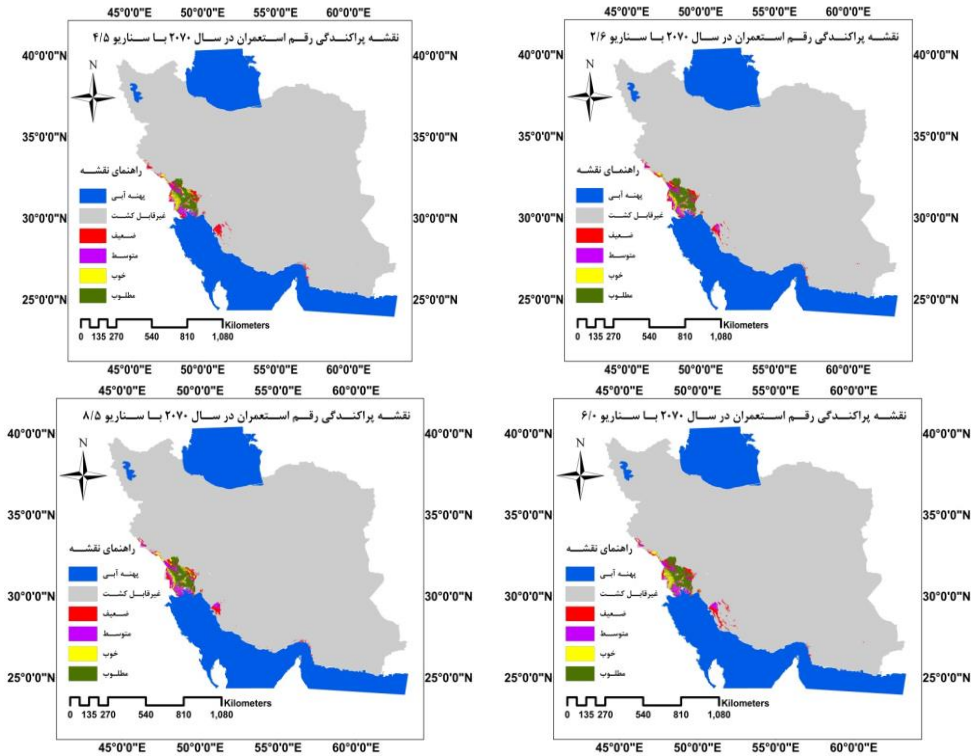 45°0'0"E 50°0'0"E 55°0'0"E 60°0'0"E
نقشه پراکندگی رقم استعمران در سال ۲۰۷۰ با سناریو ۴/۵
40°0'0"N 40°0'0"N
N
35°0'0"N 35°0'0"N
راهنمای نقشه
پهنه آبی
30°0'0"N 30°0'0"N
غیرقابل کشت
ضعیف
متوسط
خوب
25°0'0"N 25°0'0"N
مطلوب
Kilometers
0 135 270 540 810 1,080
45°0'0"E 50°0'0"E 55°0'0"E 60°0'0"E
45°0'0"E 50°0'0"E 55°0'0"E 60°0'0"E
نقشه پراکندگی رقم استعمران در سال ۲۰۷۰ با سناریو ۲/۶
40°0'0"N 40°0'0"N
N
35°0'0"N 35°0'0"N
راهنمای نقشه
پهنه آبی
30°0'0"N 30°0'0"N
غیرقابل کشت
ضعیف
متوسط
خوب
25°0'0"N 25°0'0"N
مطلوب
Kilometers
0 135 270 540 810 1,080
45°0'0"E 50°0'0"E 55°0'0"E 60°0'0"E
45°0'0"E 50°0'0"E 55°0'0"E 60°0'0"E
نقشه پراکندگی رقم استعمران در سال ۲۰۷۰ با سناریو ۸/۵
40°0'0"N 40°0'0"N
N
35°0'0"N 35°0'0"N
راهنمای نقشه
پهنه آبی
30°0'0"N 30°0'0"N
غیرقابل کشت
ضعیف
متوسط
خوب
25°0'0"N 25°0'0"N
مطلوب
Kilometers
0 135 270 540 810 1,080
45°0'0"E 50°0'0"E 55°0'0"E 60°0'0"E
45°0'0"E 50°0'0"E 55°0'0"E 60°0'0"E
نقشه پراکندگی رقم استعمران در سال ۲۰۷۰ با سناریو ۶/۰
40°0'0"N 40°0'0"N
N
35°0'0"N 35°0'0"N
راهنمای نقشه
پهنه آبی
30°0'0"N 30°0'0"N
غیرقابل کشت
ضعیف
متوسط
خوب
25°0'0"N 25°0'0"N
مطلوب
Kilometers
0 135 270 540 810 1,080
45°0'0"E 50°0'0"E 55°0'0"E 60°0'0"E